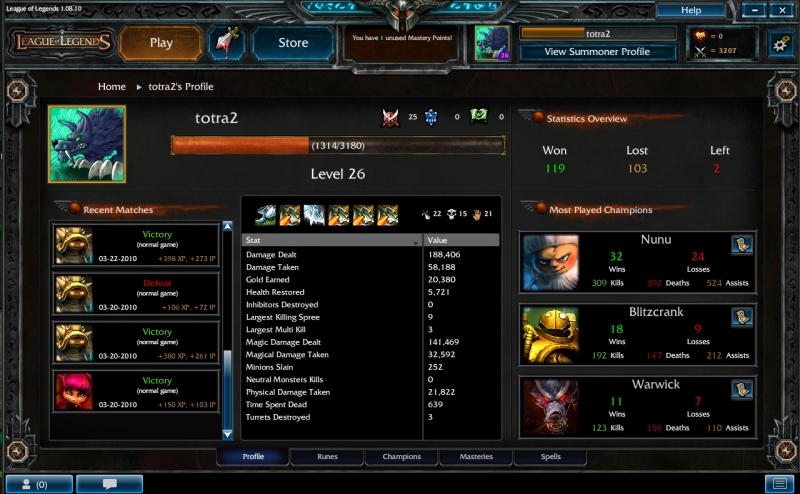 League of Legends 1.08.10
Help
LEAGUE OF LEGENDS
Play
Store
You have 1 unused Mastery Points!
26
totra2
View Summoner Profile
= 0
= 3207
Home ▸ totra2's Profile
totra2
25 0 0
(1314/3180)
Level 26
Statistics Overview
Won Lost Left
119 103 2
Recent Matches
Victory
(normal game)
03-22-2010 +398 XP, +273 IP
Defeat
(normal game)
03-20-2010 +106 XP, +72 IP
Victory
(normal game)
03-20-2010 +380 XP, +261 IP
Victory
(normal game)
03-20-2010 +150 XP, +103 IP
22 15 21
Stat Value
Damage Dealt 188,406
Damage Taken 58,188
Gold Earned 20,380
Health Restored 5,721
Inhibitors Destroyed 0
Largest Killing Spree 9
Largest Multi Kill 3
Magic Damage Dealt 141,469
Magical Damage Taken 32,592
Minions Slain 252
Neutral Monsters Kills 0
Physical Damage Taken 21,822
Time Spent Dead 639
Turrets Destroyed 3
Most Played Champions
Nunu
32 24
Wins Losses
309 Kills 392 Deaths 524 Assists
Blitzcrank
18 9
Wins Losses
192 Kills 147 Deaths 212 Assists
Warwick
11 7
Wins Losses
123 Kills 156 Deaths 110 Assists
Profile Runes Champions Masteries Spells
(0)